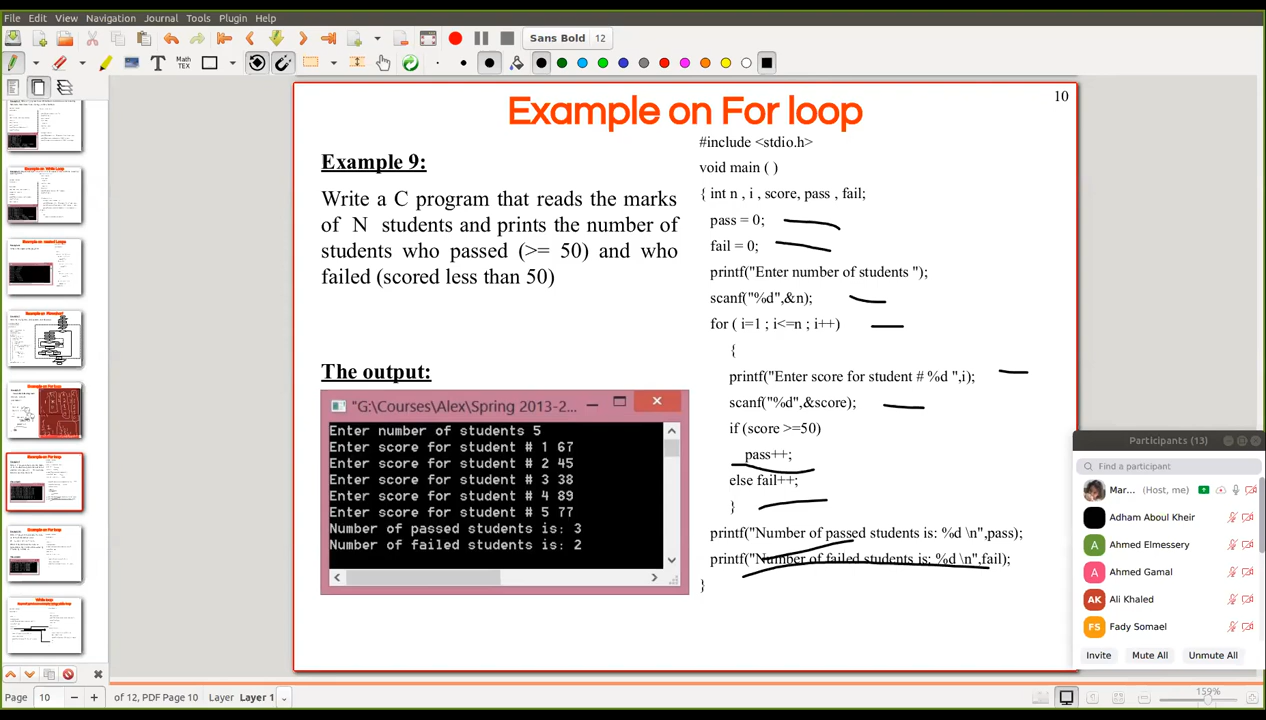 File Edit View Navigation Journal Tools Plugin Help
Sans Bold 12
Math TEX
10
Example on For loop
Example 9:
Write a C program that reads the marks
of N students and prints the number of
students who passed (>= 50) and who
failed (scored less than 50)
The output:
"G:\Courses\Alex\Spring 2013-2...
Enter number of students 5
Enter score for student # 1 67
Enter score for student # 2 45
Enter score for student # 3 38
Enter score for student # 4 89
Enter score for student # 5 77
Number of passed students is: 3
Number of failed students is: 2
#include <stdio.h>
void main ( )
{ int i, n, score, pass , fail;
pass = 0;
fail = 0;
printf("Enter number of students ");
scanf("%d",&n);
for ( i=1 ; i<=n ; i++)
{
printf("Enter score for student # %d ",i);
scanf("%d",&score);
if (score >=50)
pass++;
else fail++;
}
printf("Number of passed students is: %d \n",pass);
printf("Number of failed students is: %d \n",fail);
}
Participants (13)
Find a participant
Mar... (Host, me)
Adham Aboul Kheir
A Ahmed Elmessery
A Ahmed Gamal
AK Ali Khaled
FS Fady Somael
Invite Mute All Unmute All
Page 10 of 12, PDF Page 10 Layer Layer 1
159%